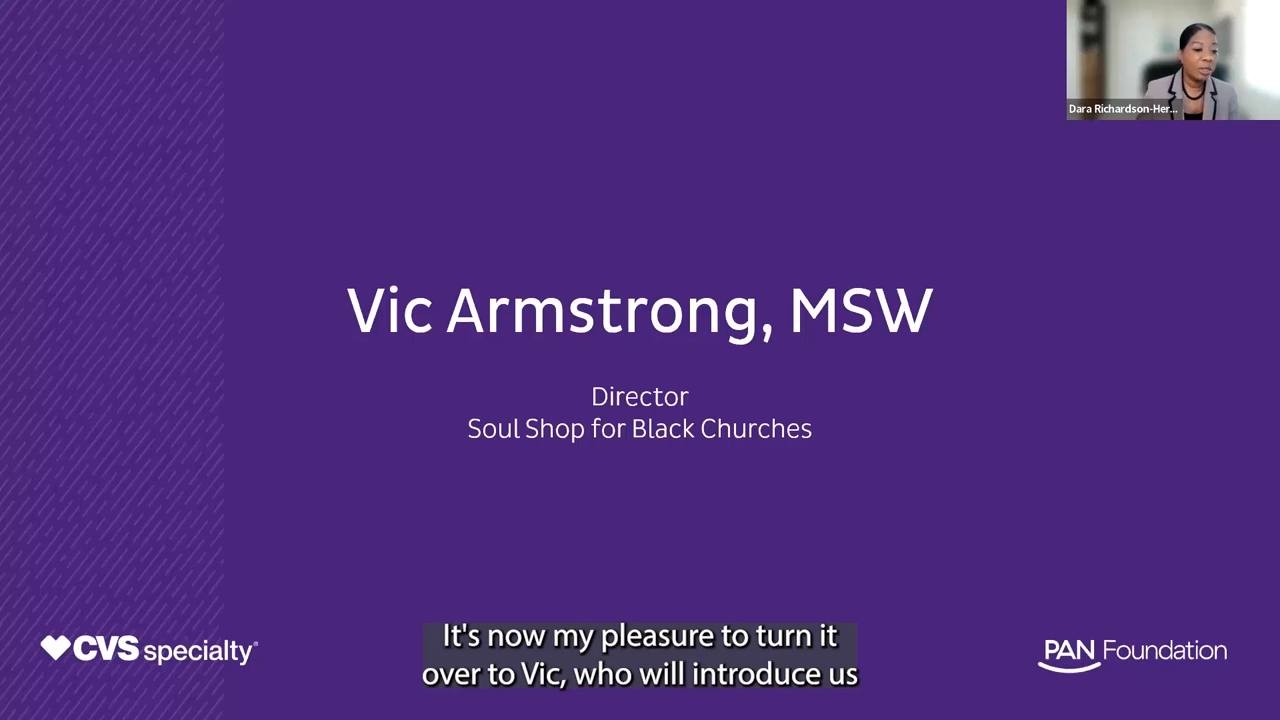 Dara Richardson-Her...
Vic Armstrong, MSW
Director
Soul Shop for Black Churches
It's now my pleasure to turn it
over to Vic, who will introduce us
CVS specialty®
PAN Foundation